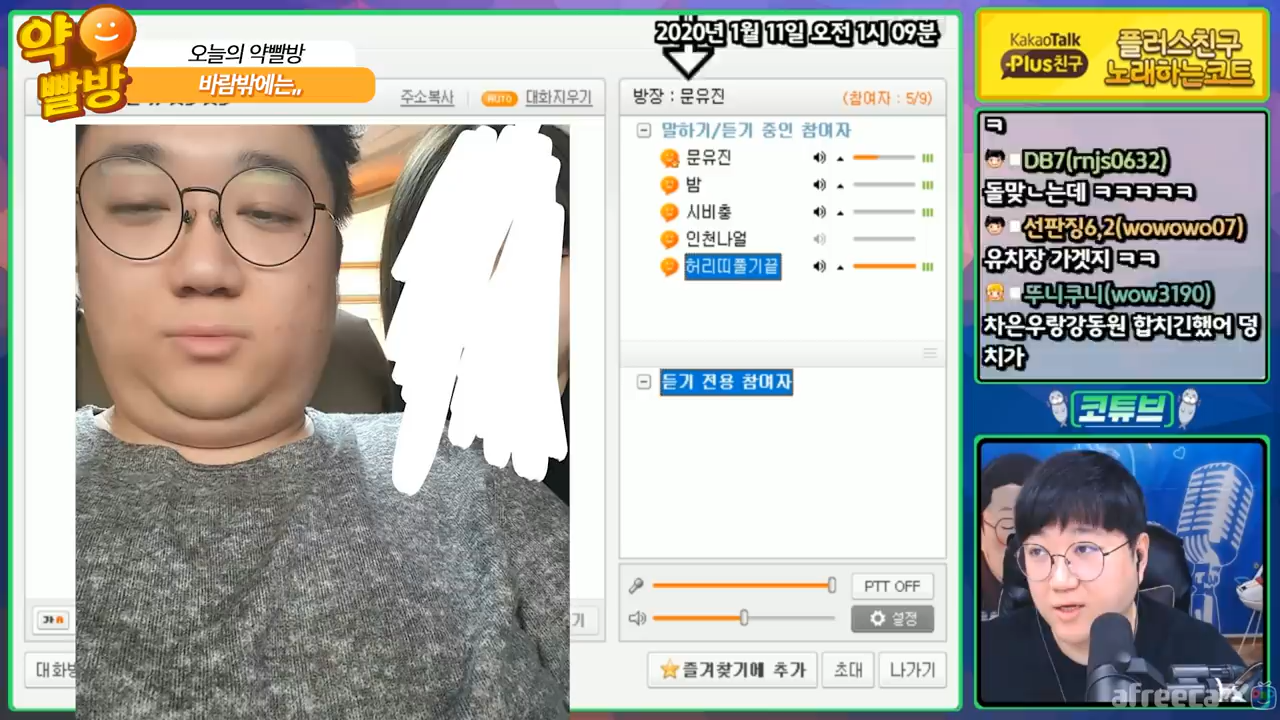 약빨방
오늘의 약빨방
바람밖에는,,
2020년 1월 11일 오전 1시 09분
주소복사
AUTO
대화지우기
방장 : 문유진
(참여자 : 5/9)
말하기/듣기 중인 참여자
문유진
밤
시비충
인천나얼
허리띠풀기끝
듣기 전용 참여자
PTT OFF
설정
가
기
대화방
즐겨찾기에 추가
초대
나가기
KakaoTalk
Plus친구
플러스친구
노래하는코트
ㅋ
DB7(rnjs0632)
돌맞ㄴ는데 ㅋㅋㅋㅋㅋ
선판징6,2(wowowo07)
유치장 가겟지 ㅋㅋ
뚜니쿠니(wow3190)
차은우랑강동원 합치긴했어 덩
치가
코튜브
afreecaTV